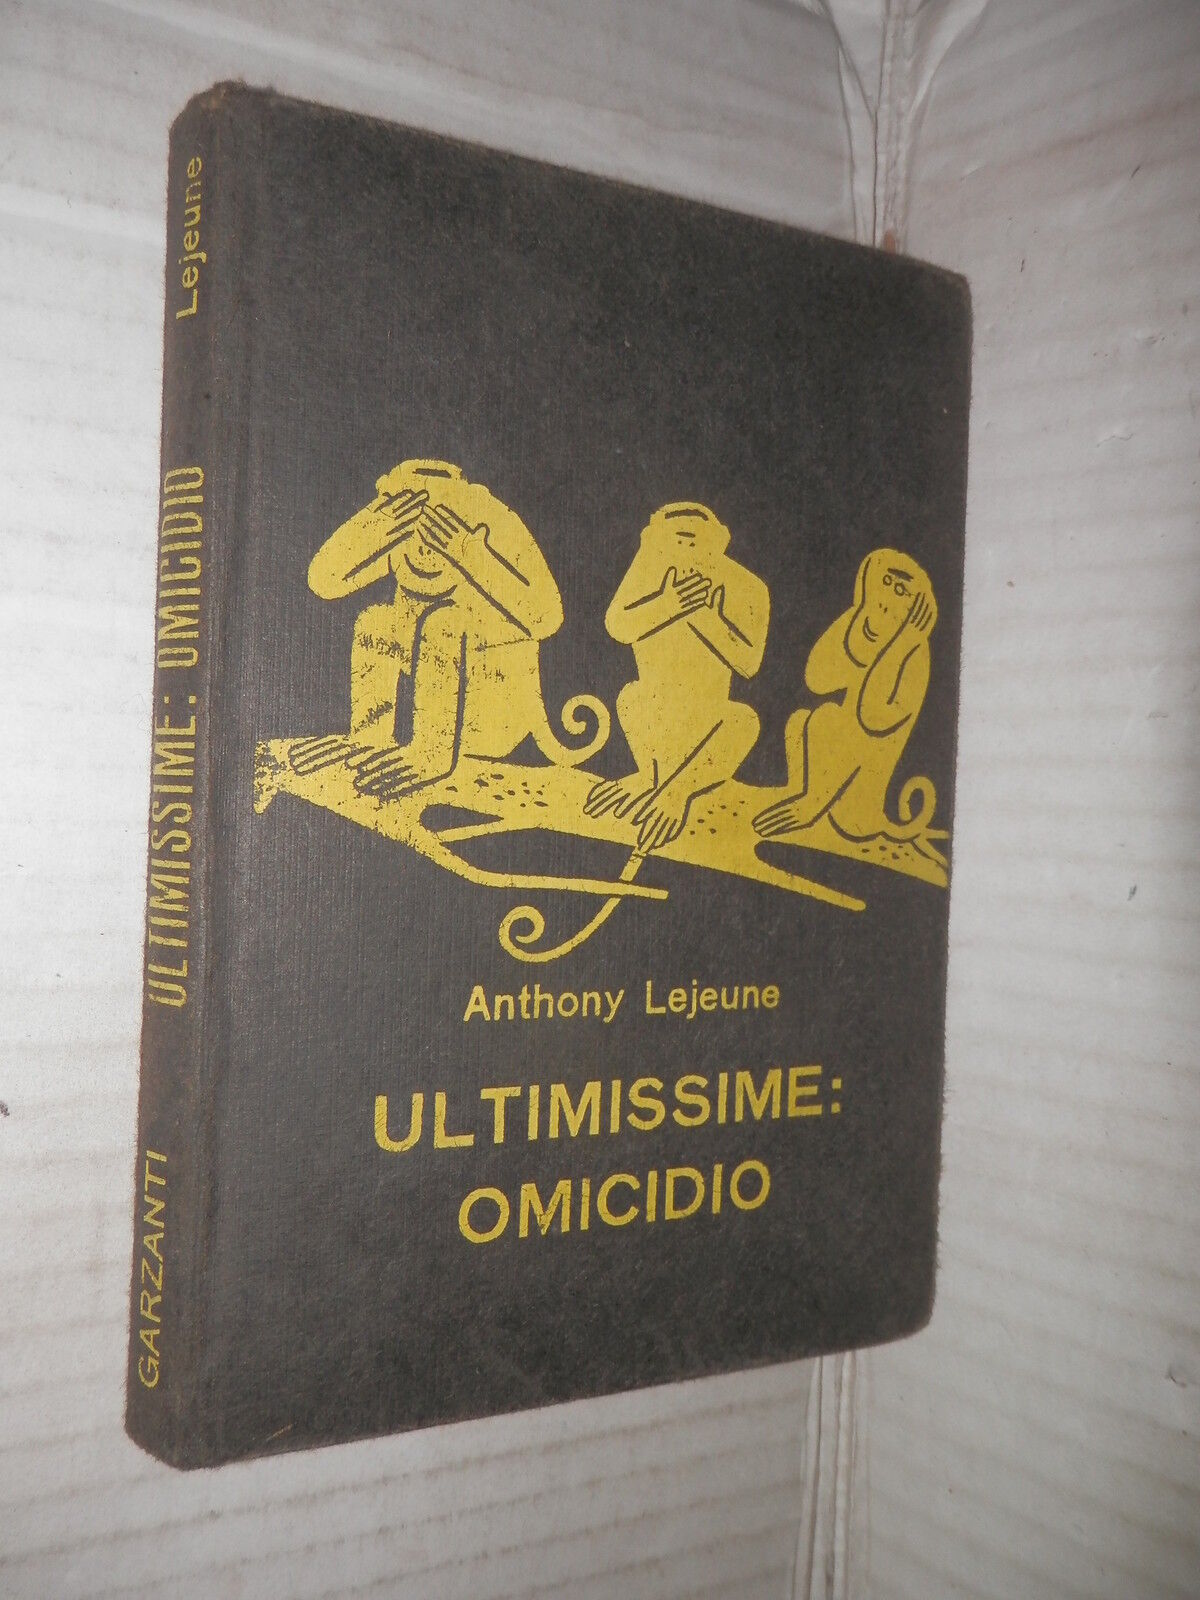 Lejeune
ULTIMISSIME: OMICIDIO
GARZANTI
Anthony Lejeune
ULTIMISSIME:
OMICIDIO